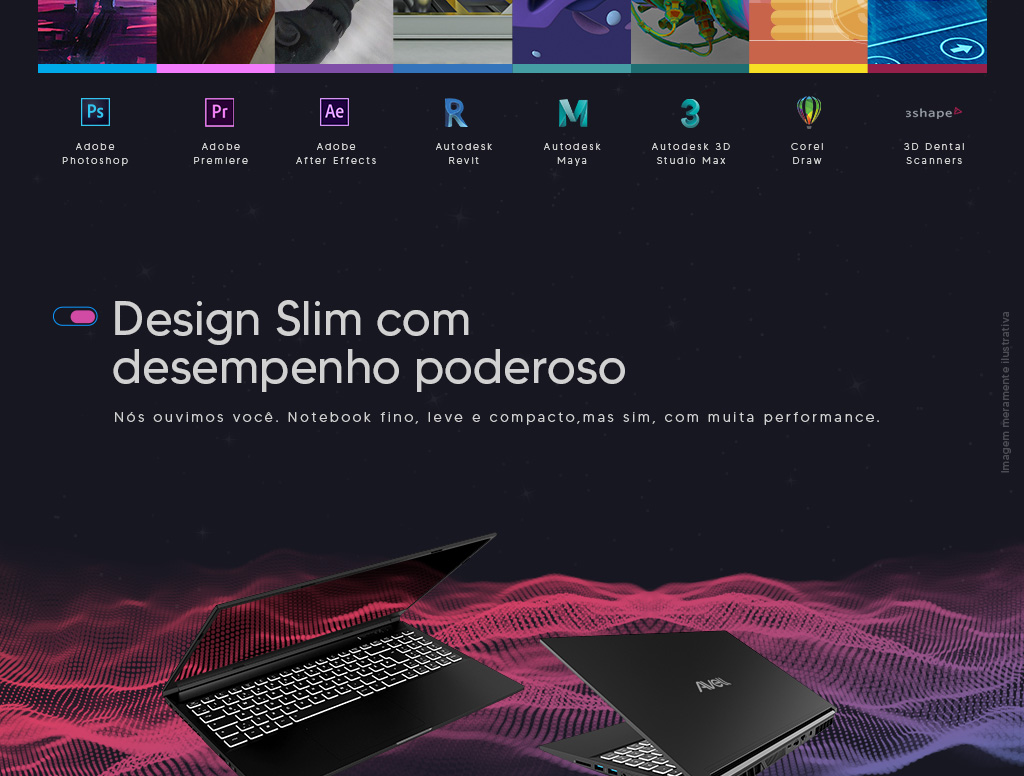 Ps
Pr
Ae
R
M
3
3shape
Adobe
Photoshop
Adobe
Premiere
Adobe
After Effects
Autodesk
Revit
Autodesk
Maya
Autodesk 3D
Studio Max
Corel
Draw
3D Dental
Scanners
Design Slim com
desempenho poderoso
Nós ouvimos você. Notebook fino, leve e compacto,mas sim, com muita performance.
Imagem meramente ilustrativa
Avell